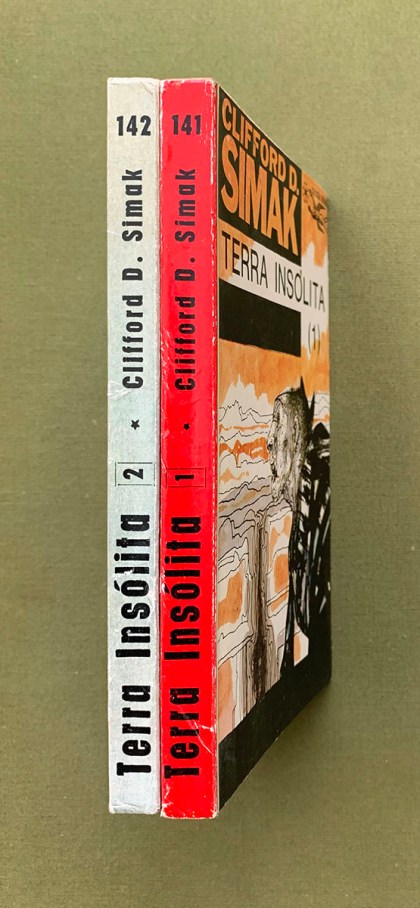 Terra Insólita 2 * Clifford D. Simak 142
Terra Insólita 1 * Clifford D. Simak 141
CLIFFORD D.
SIMAK
TERRA INSÓLITA
(1)